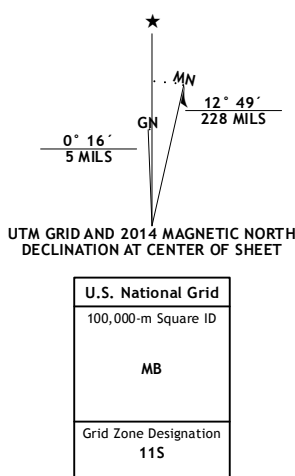 ★
MN
GN
12° 49´
228 MILS
0° 16´
5 MILS
UTM GRID AND 2014 MAGNETIC NORTH
DECLINATION AT CENTER OF SHEET
U.S. National Grid
100,000-m Square ID
MB
Grid Zone Designation
11S